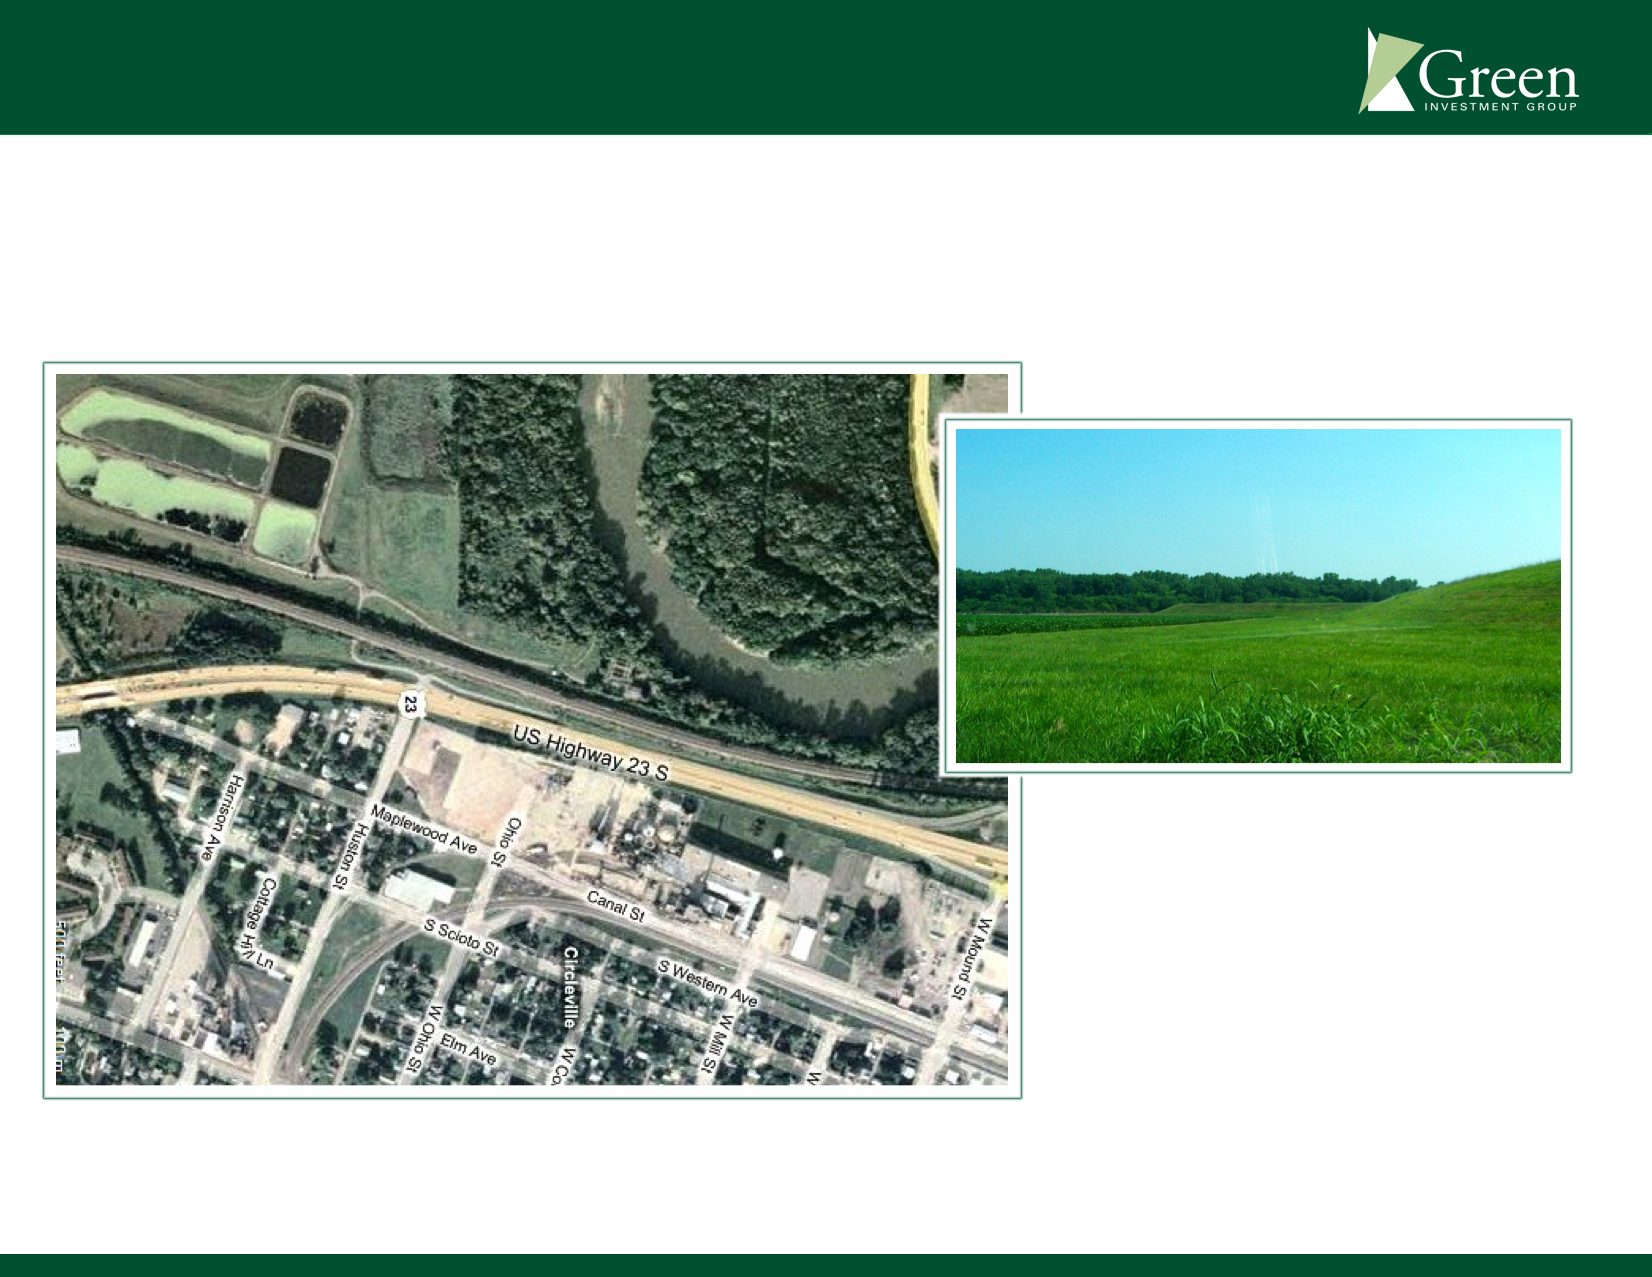 Green
INVESTMENT GROUP
23
US Highway 23 S
Harrison Ave
Maplewood Ave
Ohio St
Huston St
Cottage Hill Ln
Canal St
S Scioto St
Circleville
S Western Ave
W Mound St
W Ohio St
Elm Ave
W Co
W Mill St
W